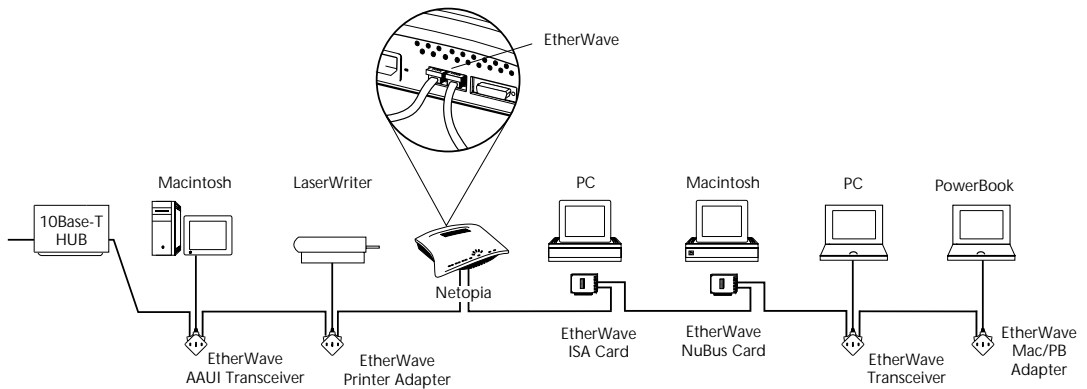 EtherWave
Macintosh
LaserWriter
PC
Macintosh
PC
PowerBook
10Base-T
HUB
Netopia
EtherWave
AAUI Transceiver
EtherWave
Printer Adapter
EtherWave
ISA Card
EtherWave
NuBus Card
EtherWave
Transceiver
EtherWave
Mac/PB
Adapter